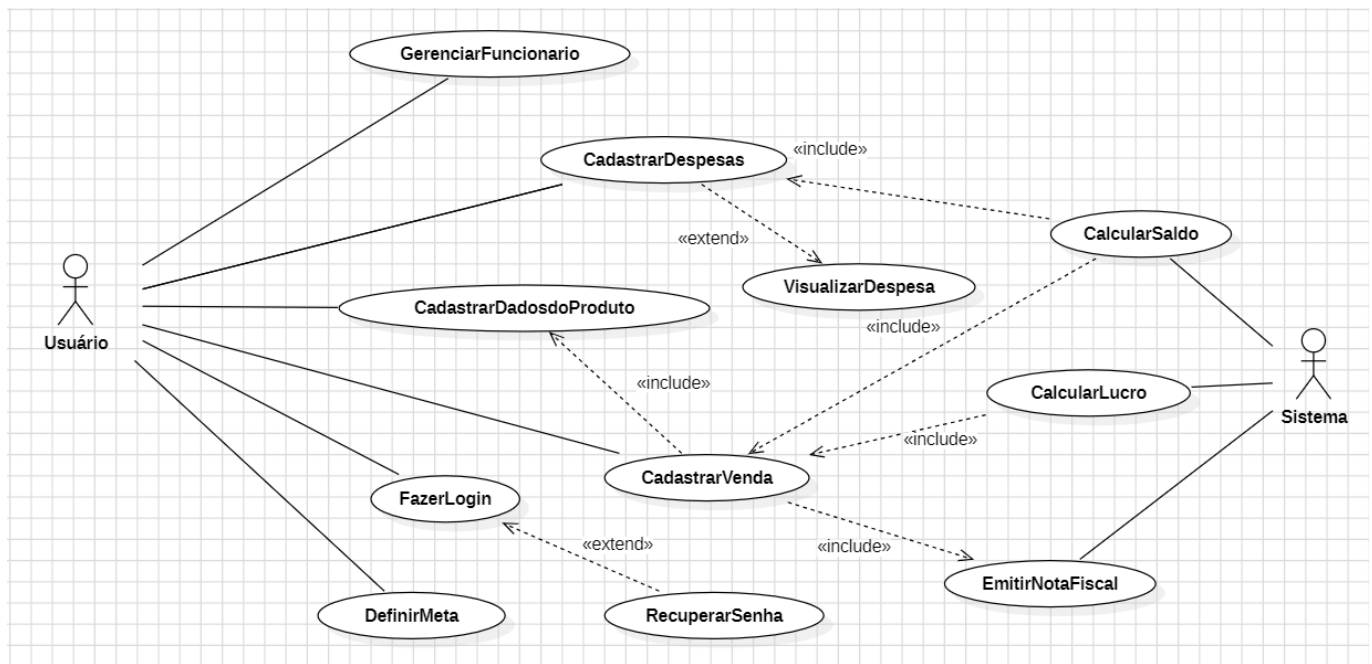 GerenciarFuncionario
CadastrarDespesas
«include»
CalcularSaldo
«extend»
VisualizarDespesa
CadastrarDadosdoProduto
«include»
Usuário
«include»
CalcularLucro
Sistema
«include»
CadastrarVenda
FazerLogin
«extend»
«include»
EmitirNotaFiscal
DefinirMeta
RecuperarSenha